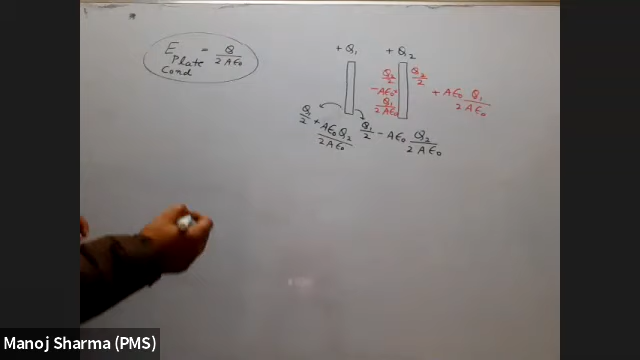 E Plate Cond = Q / 2Aε₀
+Q₁
+Q₂
Q₂/2
Q₂/2
-Aε₀ Q₁/2Aε₀
+ Aε₀ Q₁/2Aε₀
Q/2 + Aε₀Q₂/2Aε₀
Q₁/2 - Aε₀ Q₂/2Aε₀
Manoj Sharma (PMS)